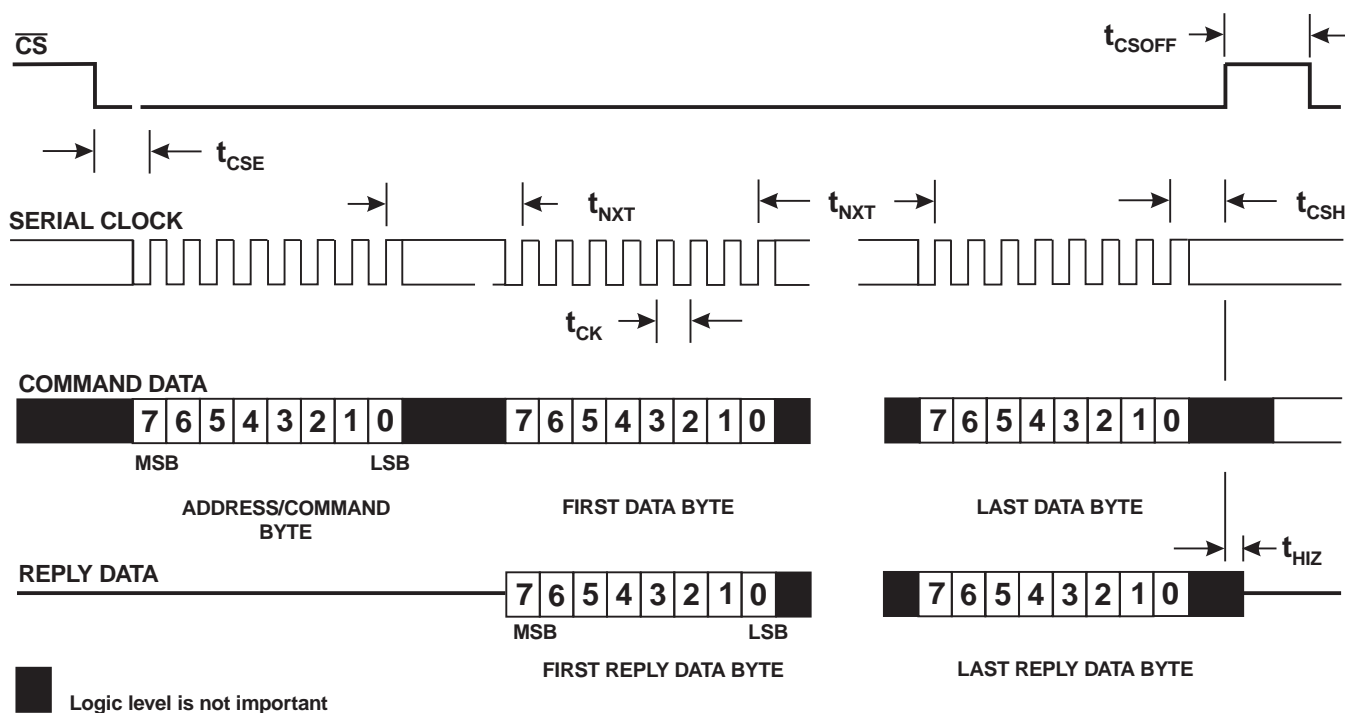 CS
tCSOFF
tCSE
SERIAL CLOCK
tNXT
tNXT
tCSH
tCK
COMMAND DATA
7 6 5 4 3 2 1 0
7 6 5 4 3 2 1 0
7 6 5 4 3 2 1 0
MSB
LSB
ADDRESS/COMMAND
BYTE
FIRST DATA BYTE
LAST DATA BYTE
tHIZ
REPLY DATA
7 6 5 4 3 2 1 0
7 6 5 4 3 2 1 0
MSB
LSB
FIRST REPLY DATA BYTE
LAST REPLY DATA BYTE
Logic level is not important